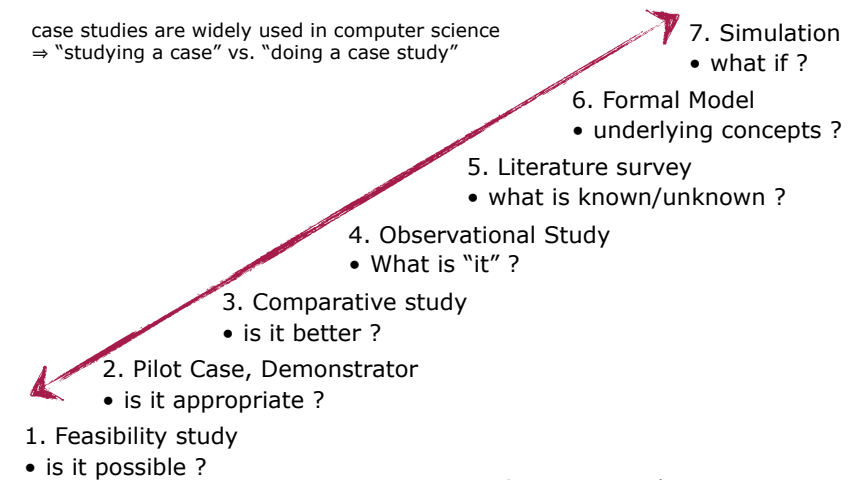 case studies are widely used in computer science
⇒ “studying a case” vs. “doing a case study”
7. Simulation
• what if ?
6. Formal Model
• underlying concepts ?
5. Literature survey
• what is known/unknown ?
4. Observational Study
• What is “it” ?
3. Comparative study
• is it better ?
2. Pilot Case, Demonstrator
• is it appropriate ?
1. Feasibility study
• is it possible ?